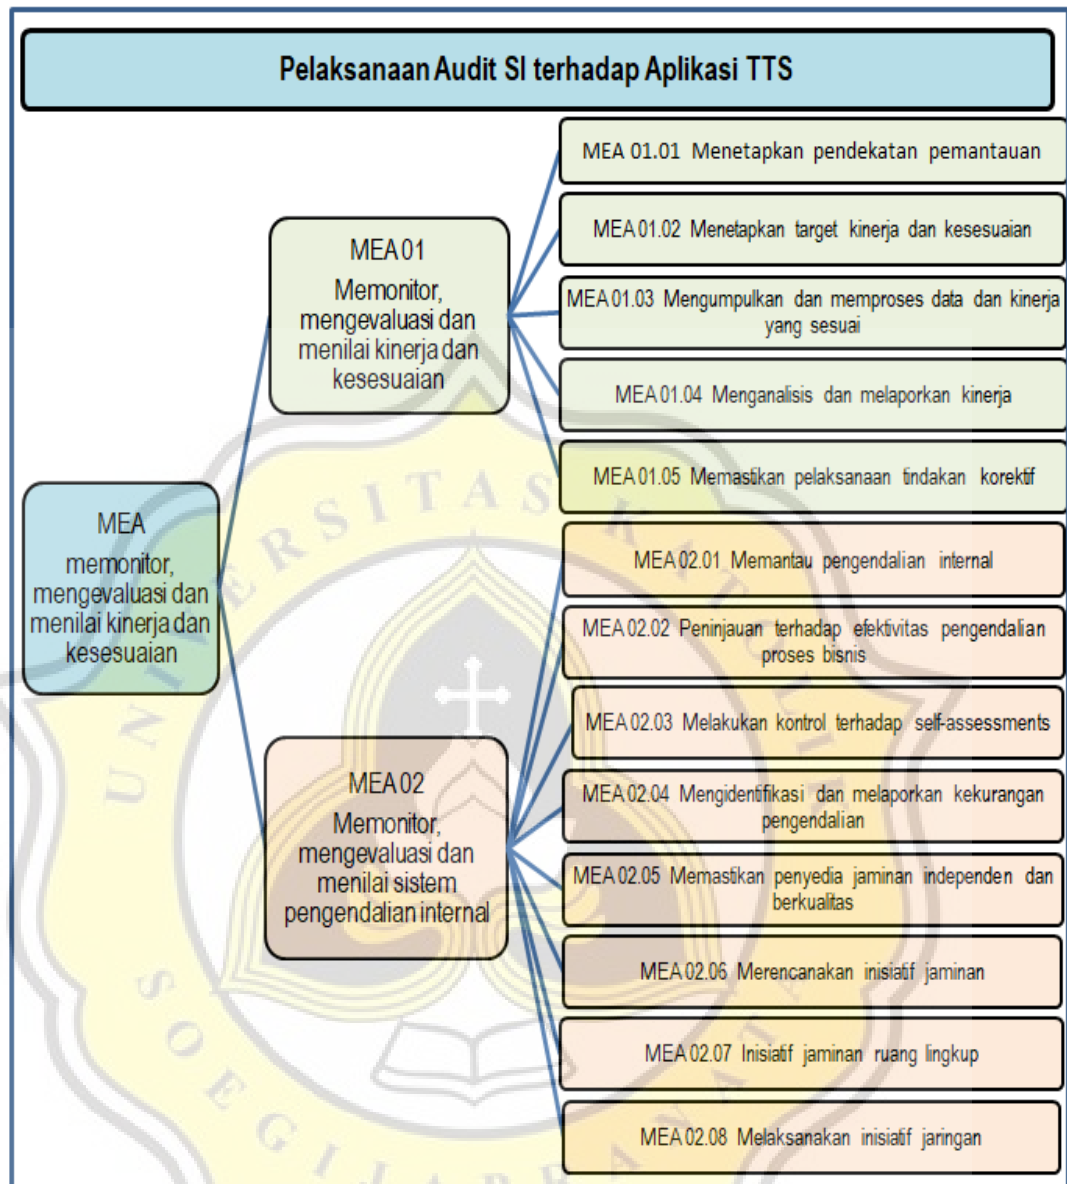 Pelaksanaan Audit SI terhadap Aplikasi TTS
MEA
memonitor,
mengevaluasi dan
menilai kinerja dan
kesesuaian
MEA 01
Memonitor,
mengevaluasi dan
menilai kinerja dan
kesesuaian
MEA 01.01 Menetapkan pendekatan pemantauan
MEA 01.02 Menetapkan target kinerja dan kesesuaian
MEA 01.03 Mengumpulkan dan memproses data dan kinerja
yang sesuai
MEA 01.04 Menganalisis dan melaporkan kinerja
MEA 01.05 Memastikan pelaksanaan tindakan korektif
MEA 02
Memonitor,
mengevaluasi dan
menilai sistem
pengendalian internal
MEA 02.01 Memantau pengendalian internal
MEA 02.02 Peninjauan terhadap efektivitas pengendalian
proses bisnis
MEA 02.03 Melakukan kontrol terhadap self-assessments
MEA 02.04 Mengidentifikasi dan melaporkan kekurangan
pengendalian
MEA 02.05 Memastikan penyedia jaminan independen dan
berkualitas
MEA 02.06 Merencanakan inisiatif jaminan
MEA 02.07 Inisiatif jaminan ruang lingkup
MEA 02.08 Melaksanakan inisiatif jaringan
UNIVERSITAS KATOLIK
SOEGIJAPRANATA